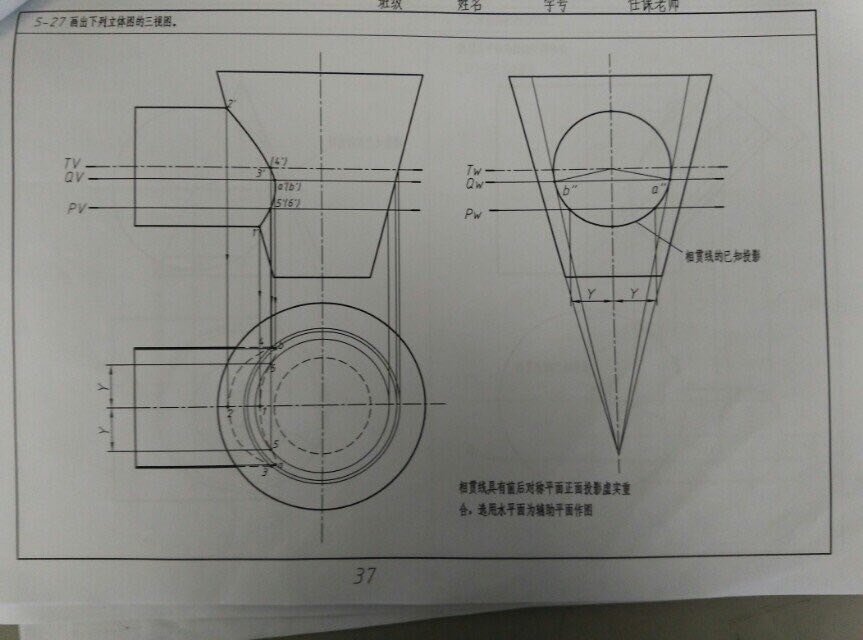 班级 姓名 学号 任课老师
5-27 画出下列立体图的三视图。
2'
TV
3'
(4')
QV
a'(b')
PV
5'(6')
1'
Tw
Qw
b"
a"
Pw
相贯线的已知投影
Y Y
4 b
6
Y
2 1
Y
5
3 a
相贯线具有前后对称平面正面投影虚实重
合。选用水平面为辅助平面作图
37